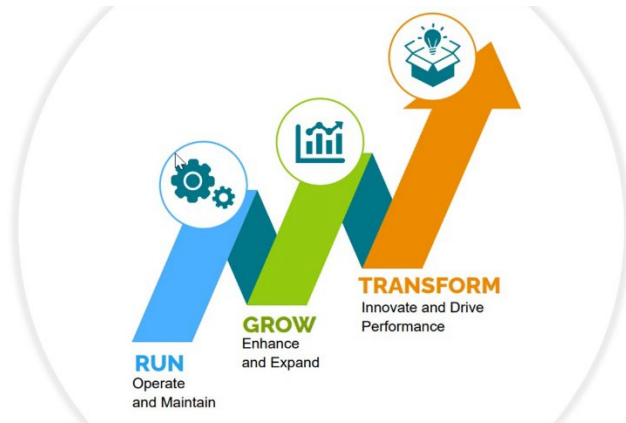 RUN
Operate
and Maintain
GROW
Enhance
and Expand
TRANSFORM
Innovate and Drive
Performance